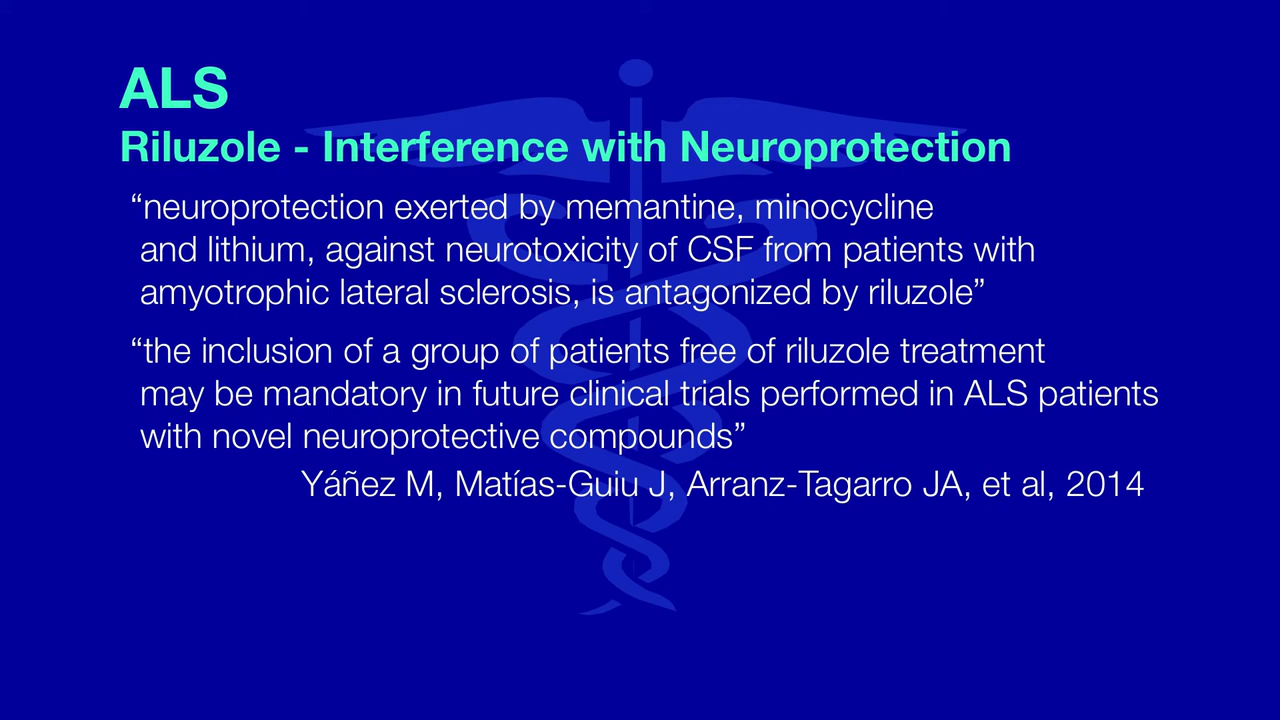 ALS
Riluzole - Interference with Neuroprotection
“neuroprotection exerted by memantine, minocycline
and lithium, against neurotoxicity of CSF from patients with
amyotrophic lateral sclerosis, is antagonized by riluzole”
“the inclusion of a group of patients free of riluzole treatment
may be mandatory in future clinical trials performed in ALS patients
with novel neuroprotective compounds”
Yáñez M, Matías-Guiu J, Arranz-Tagarro JA, et al, 2014